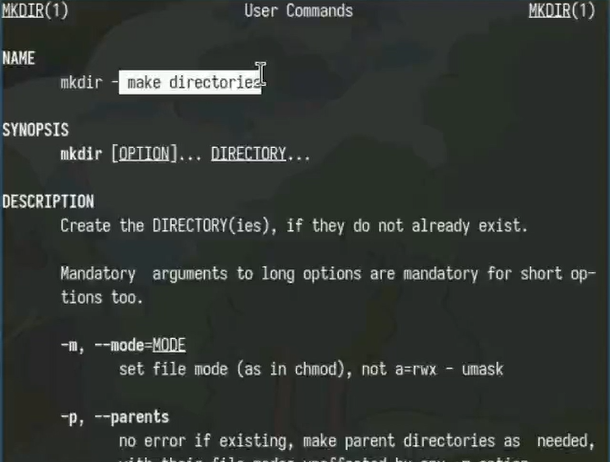 MKDIR(1) User Commands MKDIR(1)
NAME
mkdir - make directories
SYNOPSIS
mkdir [OPTION]... DIRECTORY...
DESCRIPTION
Create the DIRECTORY(ies), if they do not already exist.
Mandatory arguments to long options are mandatory for short op-
tions too.
-m, --mode=MODE
set file mode (as in chmod), not a=rwx - umask
-p, --parents
no error if existing, make parent directories as needed,
with their file modes unaffected by any -m option